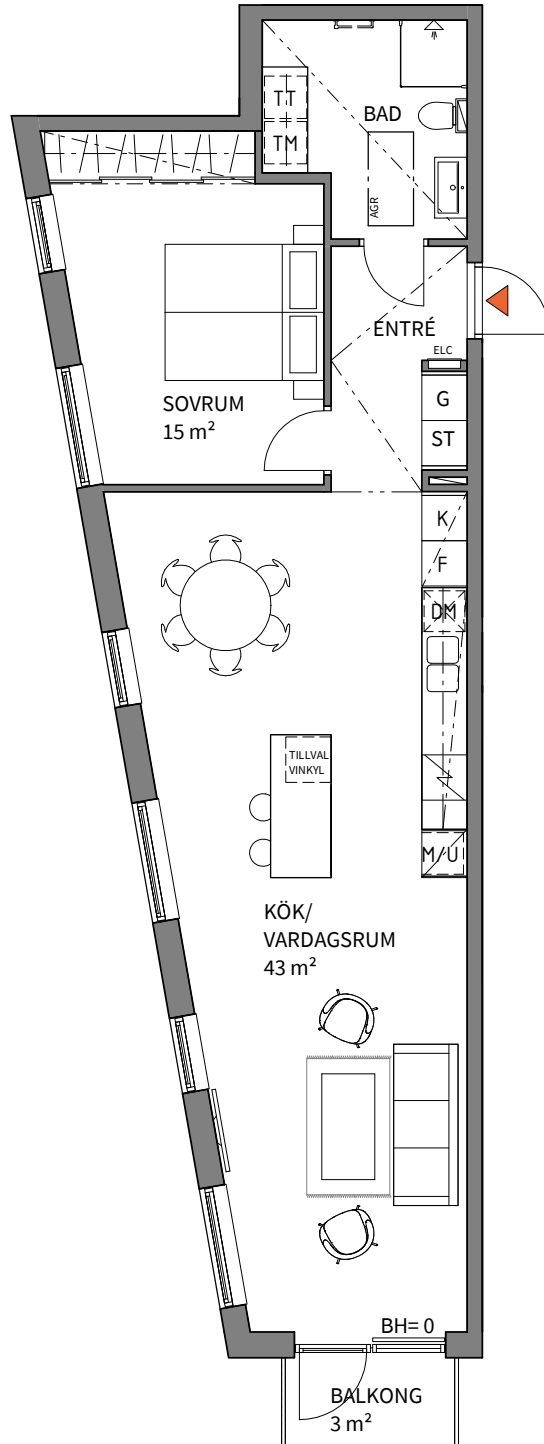 TT
BAD
TM
AGR
ENTRÉ
ELC
G
SOVRUM
15 m²
ST
K
F
DM
TILLVAL
VINKYL
M/U
KÖK/
VARDAGSRUM
43 m²
BH= 0
BALKONG
3 m²